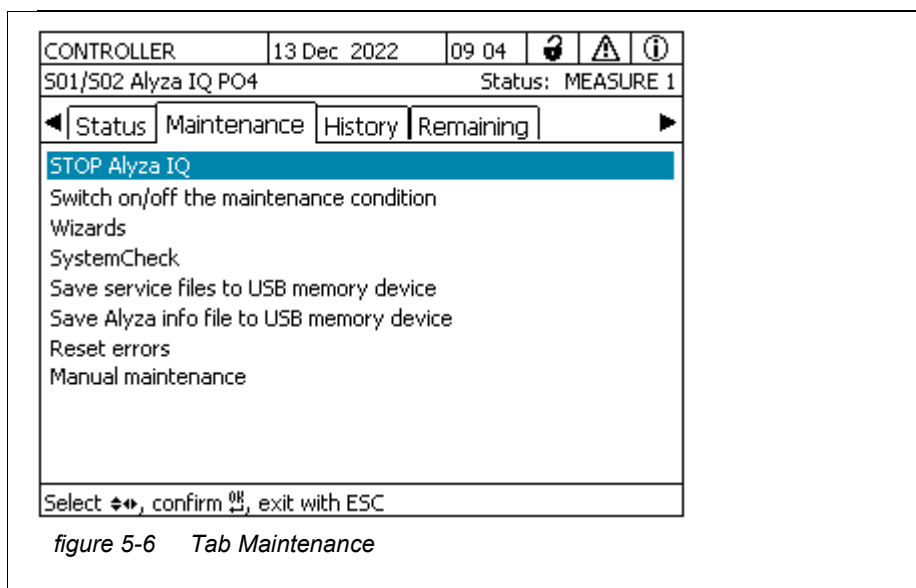 CONTROLLER 13 Dec 2022 09 04
S01/S02 Alyza IQ PO4 Status: MEASURE 1
Status Maintenance History Remaining
STOP Alyza IQ
Switch on/off the maintenance condition
Wizards
SystemCheck
Save service files to USB memory device
Save Alyza info file to USB memory device
Reset errors
Manual maintenance
Select , confirm OK, exit with ESC
figure 5-6 Tab Maintenance